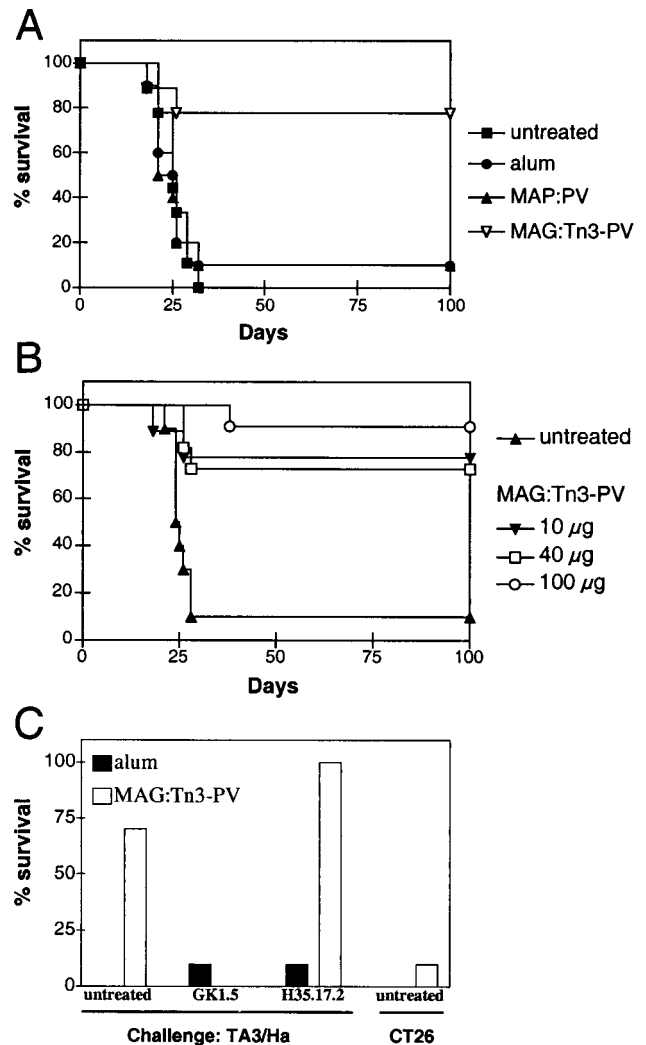 A
% survival
100
80
60
40
20
0
0 25 50 75 100
Days
untreated
alum
MAP:PV
MAG:Tn3-PV
B
% survival
100
80
60
40
20
0
0 25 50 75 100
Days
untreated
MAG:Tn3-PV
10 µg
40 µg
100 µg
C
% survival
100
75
50
25
0
alum
MAG:Tn3-PV
untreated GK1.5 H35.17.2 untreated
Challenge: TA3/Ha CT26